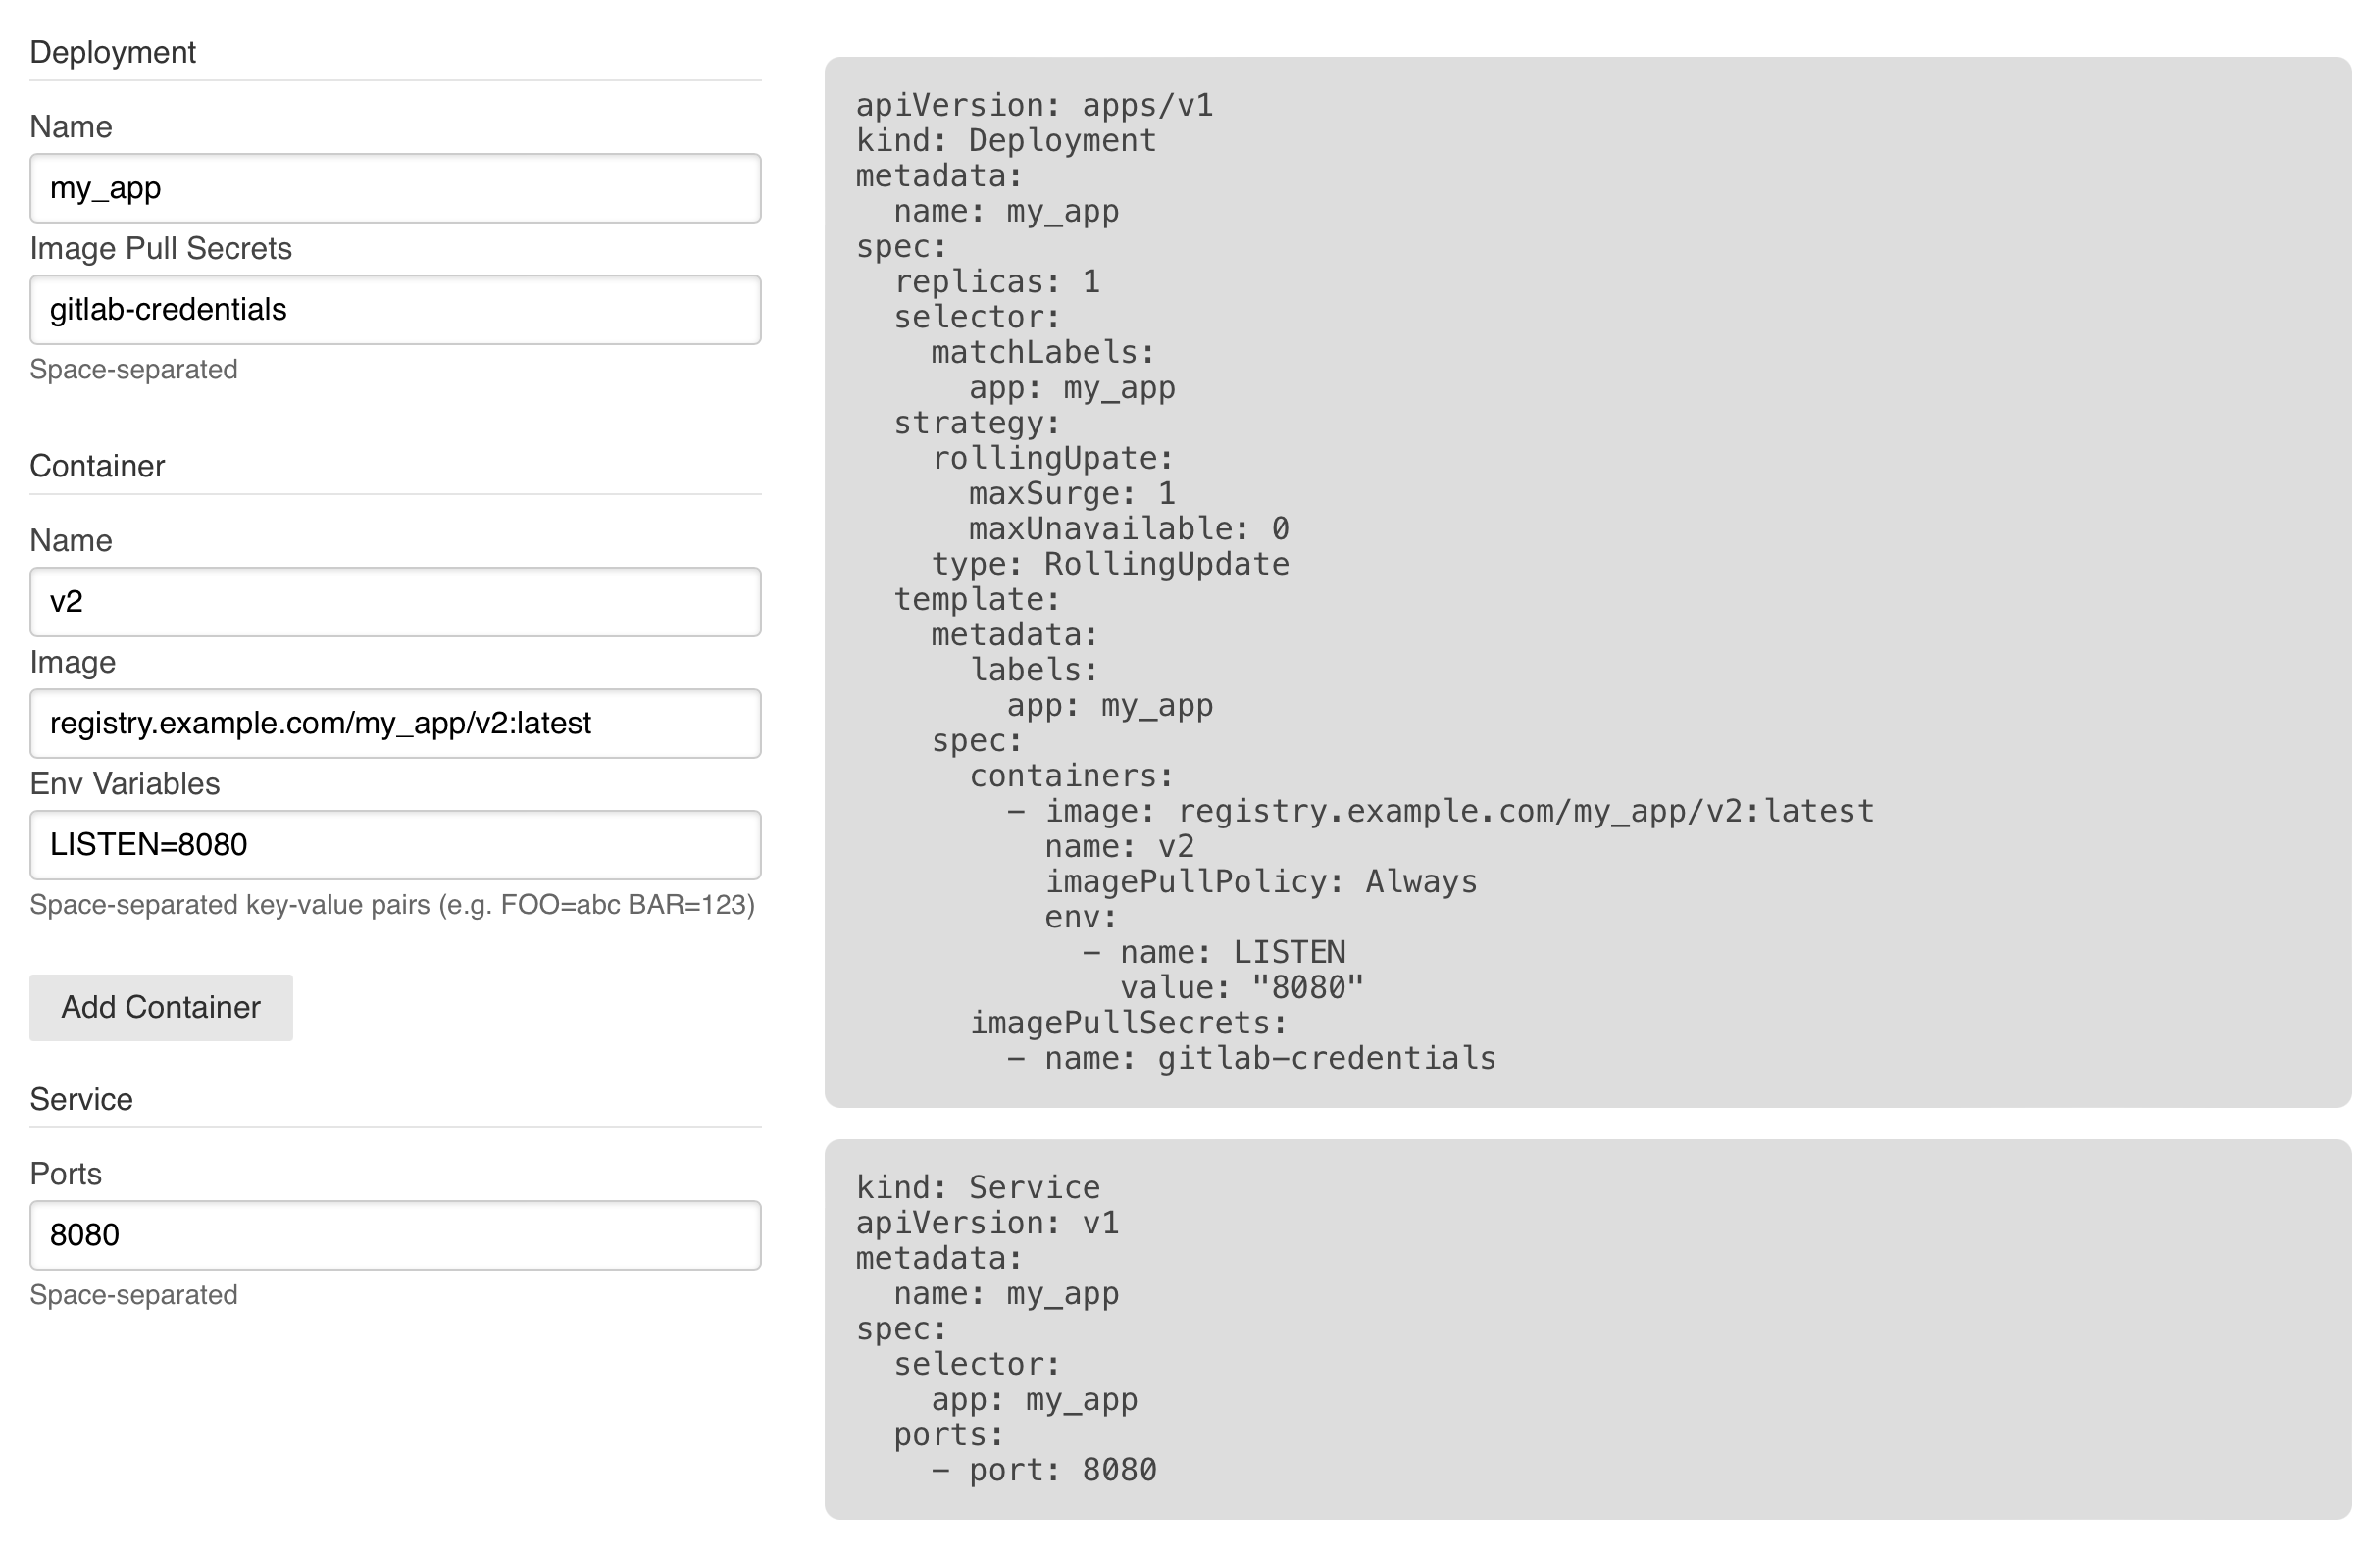 Deployment
Name
my_app
Image Pull Secrets
gitlab-credentials
Space-separated
Container
Name
v2
Image
registry.example.com/my_app/v2:latest
Env Variables
LISTEN=8080
Space-separated key-value pairs (e.g. FOO=abc BAR=123)
Add Container
Service
Ports
8080
Space-separated
apiVersion: apps/v1
kind: Deployment
metadata:
  name: my_app
spec:
  replicas: 1
  selector:
    matchLabels:
      app: my_app
  strategy:
    rollingUpate:
      maxSurge: 1
      maxUnavailable: 0
    type: RollingUpdate
  template:
    metadata:
      labels:
        app: my_app
    spec:
      containers:
        - image: registry.example.com/my_app/v2:latest
          name: v2
          imagePullPolicy: Always
          env:
            - name: LISTEN
              value: "8080"
      imagePullSecrets:
        - name: gitlab-credentials
kind: Service
apiVersion: v1
metadata:
  name: my_app
spec:
  selector:
    app: my_app
  ports:
    - port: 8080